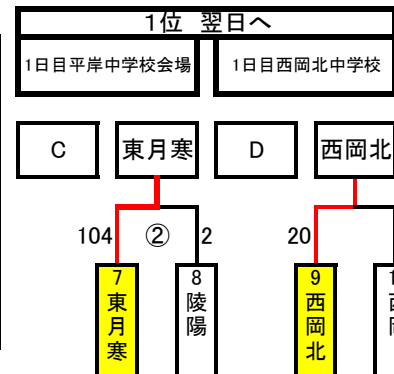 1位 翌日へ
1日目平岸中学校会場
1日目西岡北中学校
C
東月寒
D
西岡北
104
②
2
20
7
東月寒
8
陵陽
9
西岡北